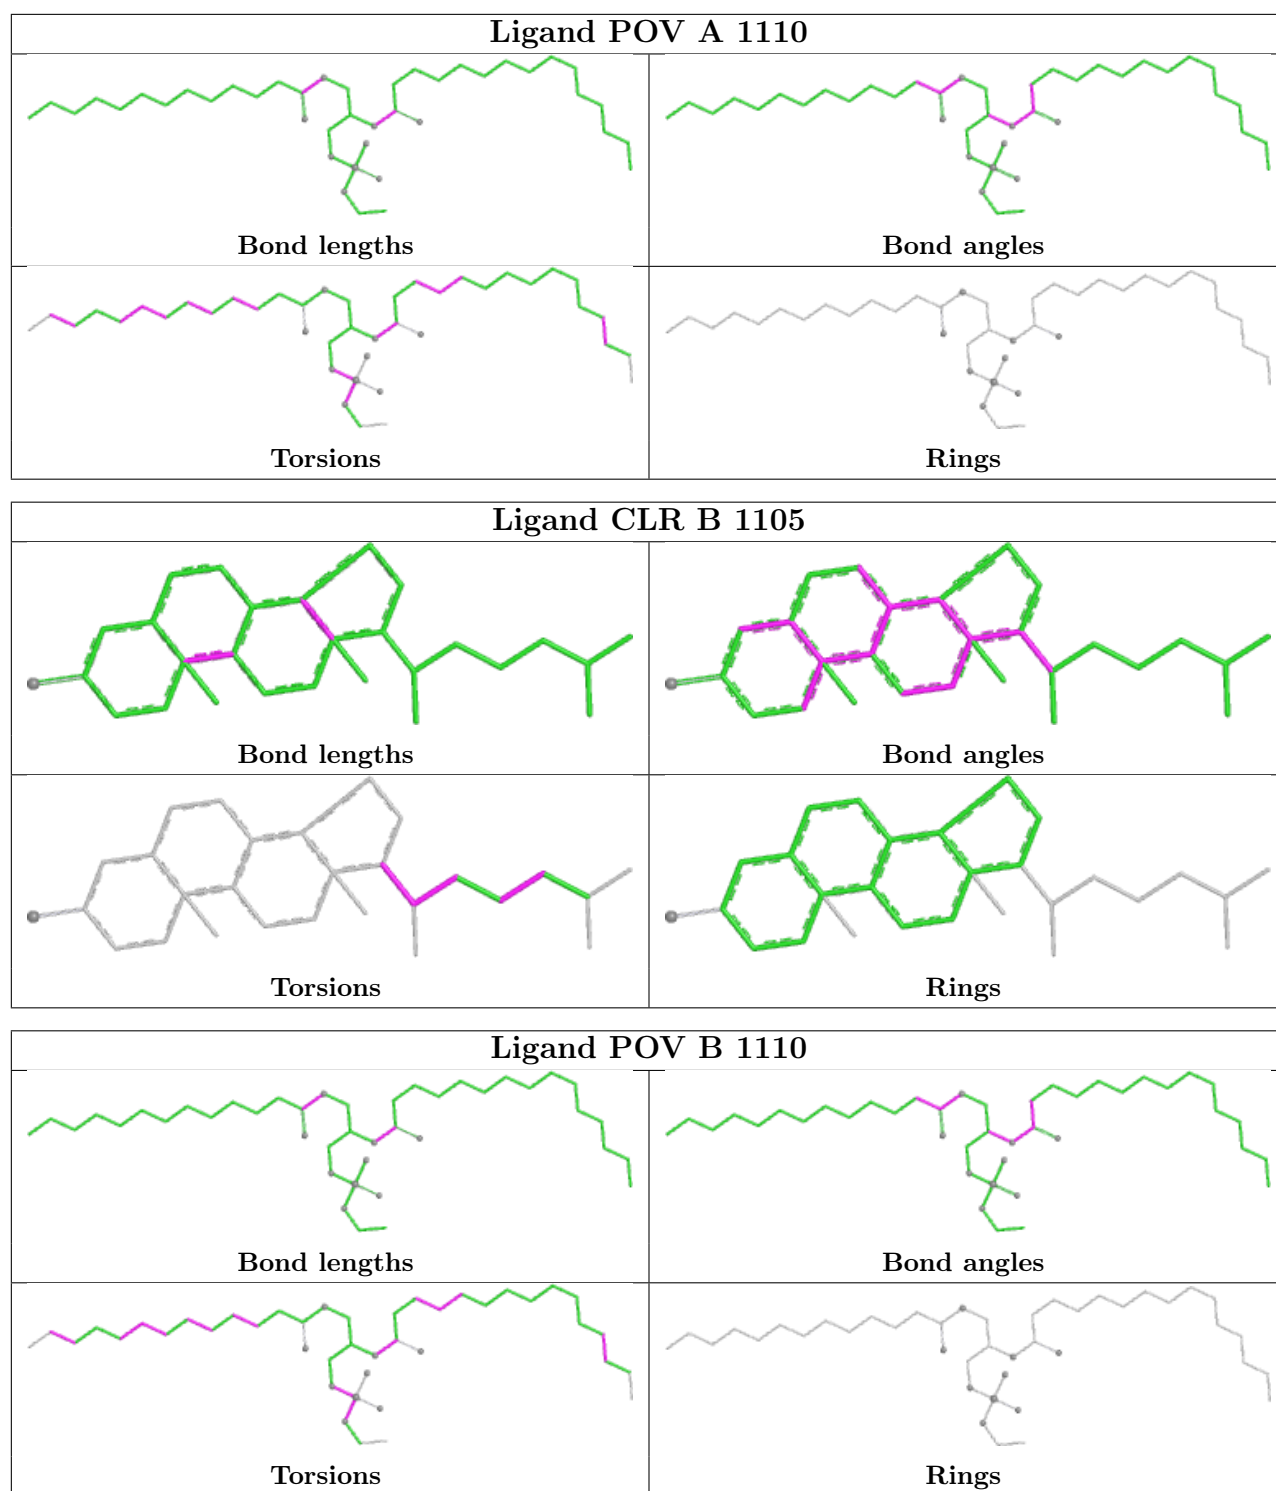 Ligand POV A 1110
Bond lengths
Bond angles
Torsions
Rings
Ligand CLR B 1105
Bond lengths
Bond angles
Torsions
Rings
Ligand POV B 1110
Bond lengths
Bond angles
Torsions
Rings